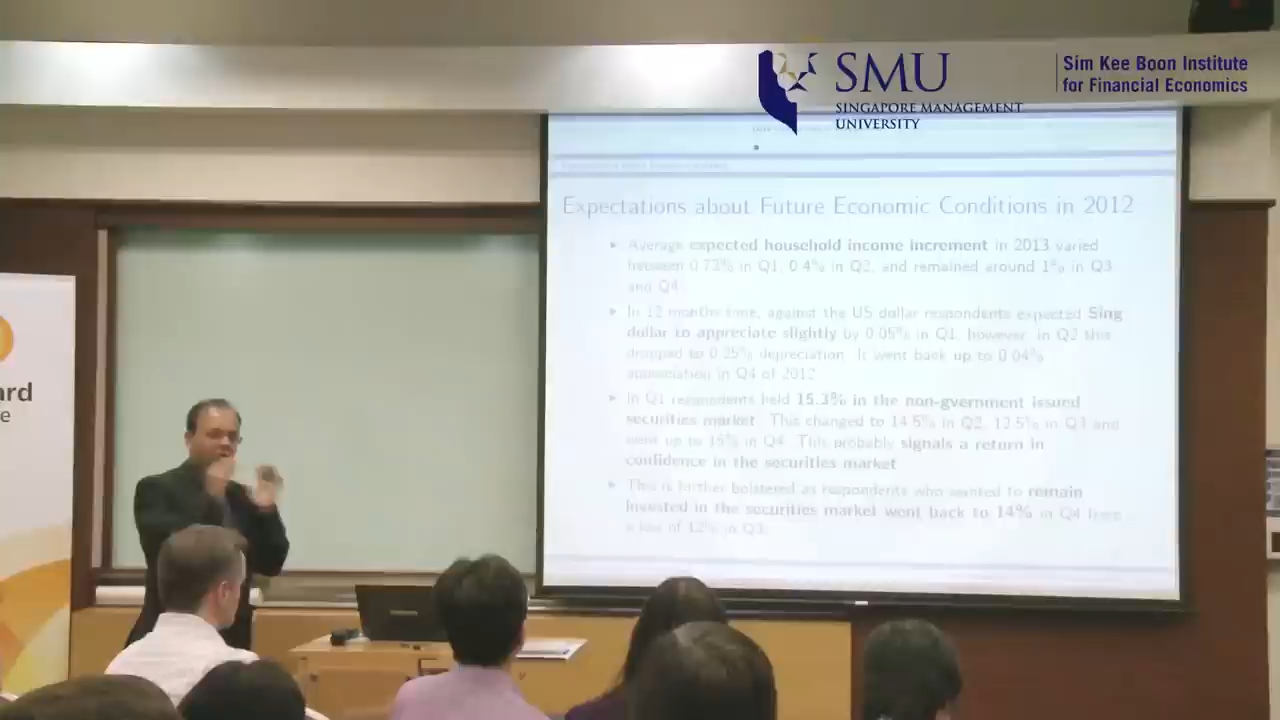 SMU
SINGAPORE MANAGEMENT
UNIVERSITY
Sim Kee Boon Institute
for Financial Economics
Expectations about Future Economic Conditions in 2012
Average expected household income increment in 2013 varied
between 0.73% in Q1, 0.4% in Q2, and remained around 1% in Q3
and Q4.
In 12 months time, against the US dollar respondents expected Sing
dollar to appreciate slightly by 0.05% in Q1, however, in Q2 this
dropped to 0.25% depreciation. It went back up to 0.04%
appreciation in Q4 of 2012
In Q1 respondents held 15.3% in the non-gvernment issued
securities market. This changed to 14.5% in Q2, 12.5% in Q3 and
went up to 15% in Q4. This probably signals a return in
confidence in the securities market
This is further bolstered as respondents who wanted to remain
invested in the securities market went back to 14% in Q4 from
a low of 12% in Q3.
ard
e